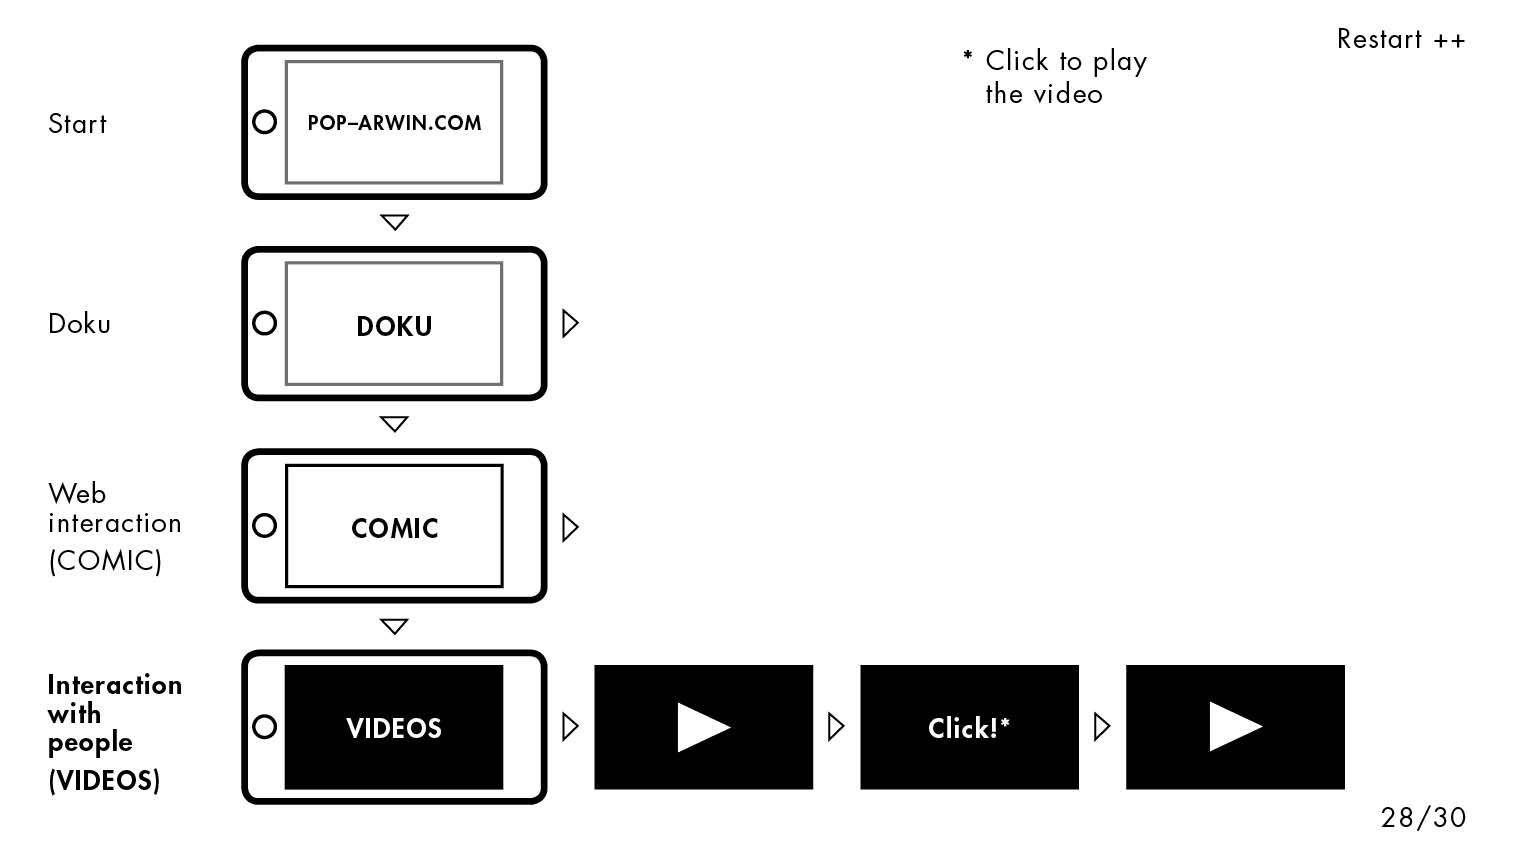 Restart ++
* Click to play
the video
Start
POP–ARWIN.COM
Doku
DOKU
Web
interaction
(COMIC)
COMIC
Interaction
with
people
(VIDEOS)
VIDEOS
Click!*
28/30